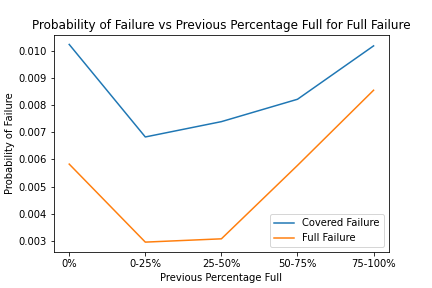 Probability of Failure vs Previous Percentage Full for Full Failure
0.010
0.009
0.008
0.007
0.006
0.005
0.004
0.003
Probability of Failure
Covered Failure
Full Failure
0%
0-25%
25-50%
50-75%
75-100%
Previous Percentage Full